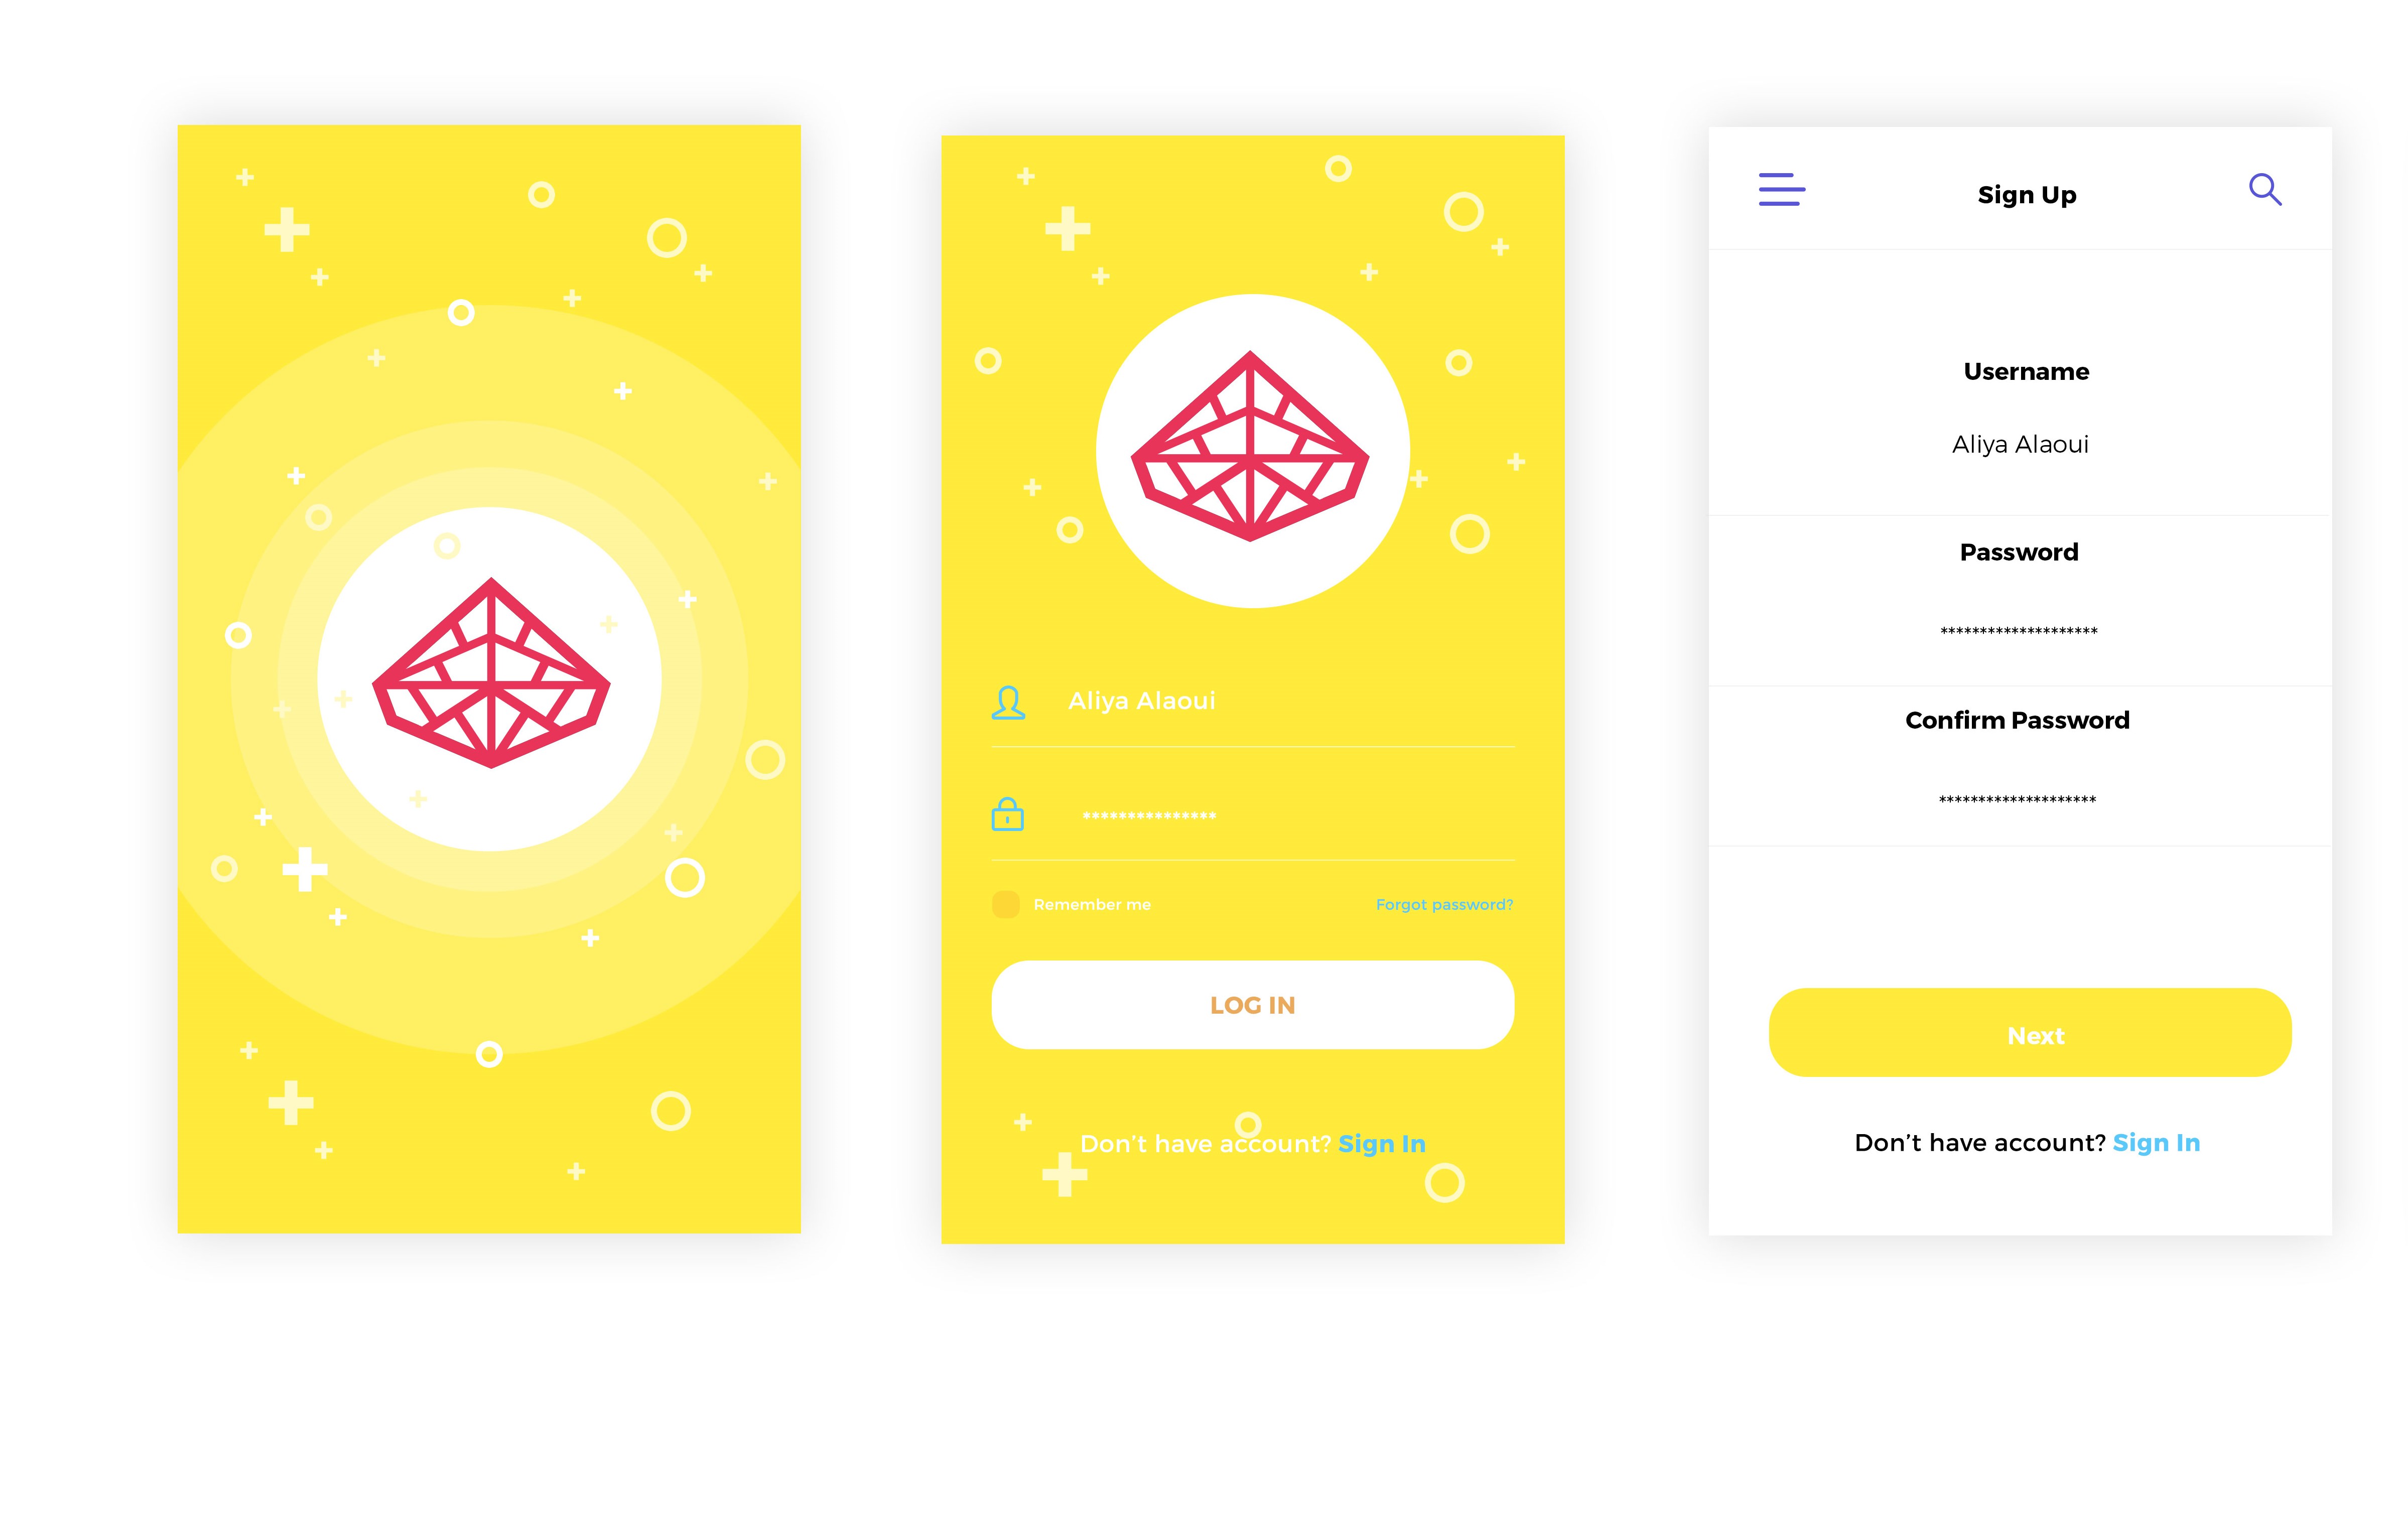 Aliya Alaoui
***************
Remember me
Forgot password?
LOG IN
Don’t have account? Sign In
Sign Up
Username
Aliya Alaoui
Password
********************
Confirm Password
********************
Next
Don’t have account? Sign In